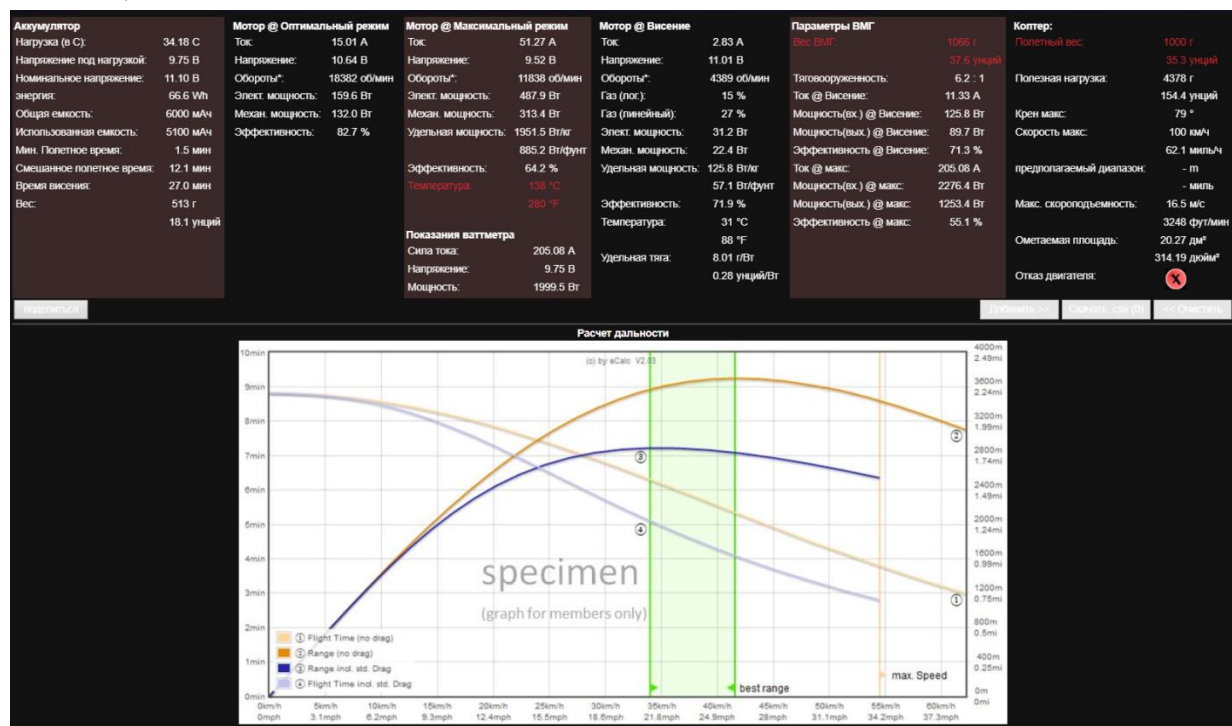 Аккумулятор
Нагрузка (в С): 34.18 C
Напряжение под нагрузкой: 9.75 В
Номинальное напряжение: 11.10 В
энергия: 66.6 Wh
Общая емкость: 6000 мАч
Использованная емкость: 5100 мАч
Мин. Полетное время: 1.5 мин
Смешанное полетное время: 12.1 мин
Время висения: 27.0 мин
Вес: 513 г
18.1 унций
Мотор @ Оптимальный режим
Ток: 15.01 А
Напряжение: 10.64 В
Обороты*: 18382 об/мин
Элект. мощность: 159.6 Вт
Механ. мощность: 132.0 Вт
Эффективность: 82.7 %
Мотор @ Максимальный режим
Ток: 51.27 А
Напряжение: 9.52 В
Обороты*: 11838 об/мин
Элект. мощность: 487.9 Вт
Механ. мощность: 313.4 Вт
Удельная мощность: 1951.5 Вт/кг
885.2 Вт/фунт
Эффективность: 64.2 %
Температура: 138 °C
280 °F
Показания ваттметра
Сила тока: 205.08 А
Напряжение: 9.75 В
Мощность: 1999.5 Вт
Мотор @ Висение
Ток: 2.83 А
Напряжение: 11.01 В
Обороты*: 4389 об/мин
Газ (лог.): 15 %
Газ (линейный): 27 %
Элект. мощность: 31.2 Вт
Механ. мощность: 22.4 Вт
Удельная мощность: 125.8 Вт/кг
57.1 Вт/фунт
Эффективность: 71.9 %
Температура: 31 °C
88 °F
Удельная тяга: 8.01 г/Вт
0.28 унций/Вт
Параметры ВМГ
Вес ВМГ: 1066 г
37.6 унций
Тяговооруженность: 6.2 : 1
Ток @ Висение: 11.33 А
Мощность(вх.) @ Висение: 125.8 Вт
Мощность(вых.) @ Висение: 89.7 Вт
Эффективность @ Висение: 71.3 %
Ток @ макс: 205.08 А
Мощность(вх.) @ макс: 2276.4 Вт
Мощность(вых.) @ макс: 1253.4 Вт
Эффективность @ макс: 55.1 %
Коптер:
Полетный вес: 1000 г
35.3 унций
Полезная нагрузка: 4378 г
154.4 унций
Крен макс: 79 °
Скорость макс: 100 км/ч
62.1 миль/ч
предполагаемый диапазон: - m
- миль
Макс. скороподъемность: 16.5 м/с
3248 фут/мин
Ометаемая площадь: 20.27 дм²
314.19 дюйм²
Отказ двигателя: X
поделиться
Добавить >> Скачать .csv (0) << Очистить
Расчет дальности
(c) by eCalc V2.03
10min
9min
8min
7min
6min
5min
4min
3min
2min
1min
0min
4000m
2.49mi
3600m
2.24mi
3200m
1.99mi
2800m
1.74mi
2400m
1.49mi
2000m
1.24mi
1600m
0.99mi
1200m
0.75mi
800m
0.5mi
400m
0.25mi
0m
0mi
②
③
④
①
specimen
(graph for members only)
① Flight Time (no drag)
② Range (no drag)
③ Range incl. std. Drag
④ Flight Time incl. std. Drag
best range
max. Speed
0km/h 5km/h 10km/h 15km/h 20km/h 25km/h 30km/h 35km/h 40km/h 45km/h 50km/h 55km/h 60km/h
0mph 3.1mph 6.2mph 9.3mph 12.4mph 15.5mph 18.6mph 21.8mph 24.9mph 28mph 31.1mph 34.2mph 37.3mph